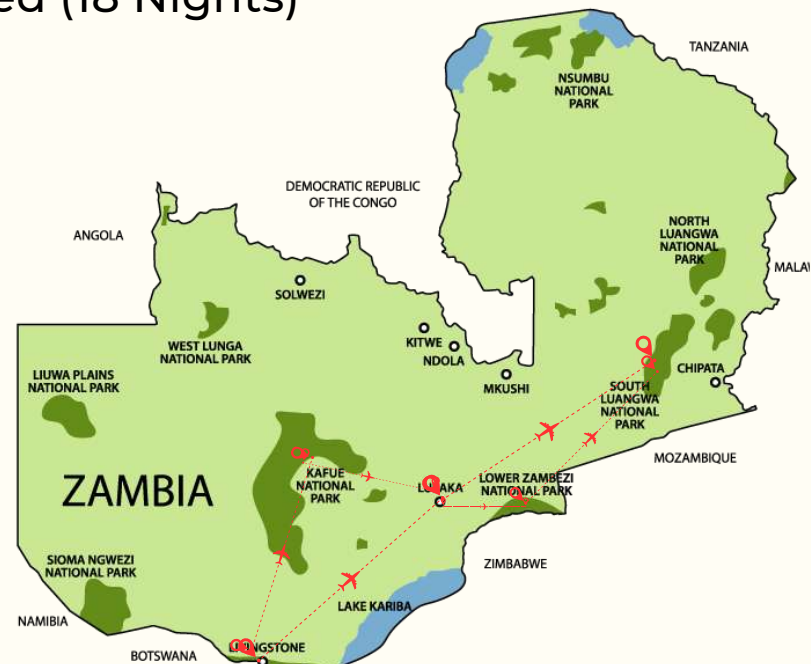 ed (18 Nights)
TANZANIA
NSUMBU
NATIONAL
PARK
DEMOCRATIC REPUBLIC
OF THE CONGO
ANGOLA
NORTH
LUANGWA
NATIONAL
PARK
MALAW
SOLWEZI
WEST LUNGA
NATIONAL PARK
KITWE
NDOLA
MKUSHI
LIUWA PLAINS
NATIONAL PARK
CHIPATA
SOUTH
LUANGWA
NATIONAL
PARK
MOZAMBIQUE
KAFUE
NATIONAL
PARK
LOWER ZAMBEZI
NATIONAL PARK
ZAMBIA
SIOMA NGWEZI
NATIONAL PARK
ZIMBABWE
LAKE KARIBA
NAMIBIA
BOTSWANA
LIVINGSTONE